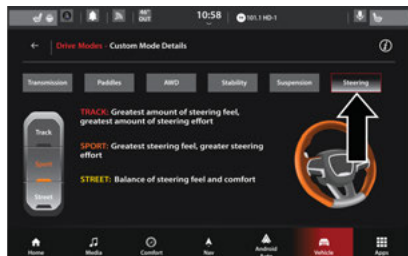 46°
OUT
10:58
101.1 HD-1
Drive Modes - Custom Mode Details
Transmission
Paddles
AWD
Stability
Suspension
Steering
Track
Sport
Street
TRACK: Greatest amount of steering feel,
greatest amount of steering effort
SPORT: Greatest steering feel, greater steering
effort
STREET: Balance of steering feel and comfort
Home
Media
Comfort
Nav
Android
Auto
Vehicle
Apps